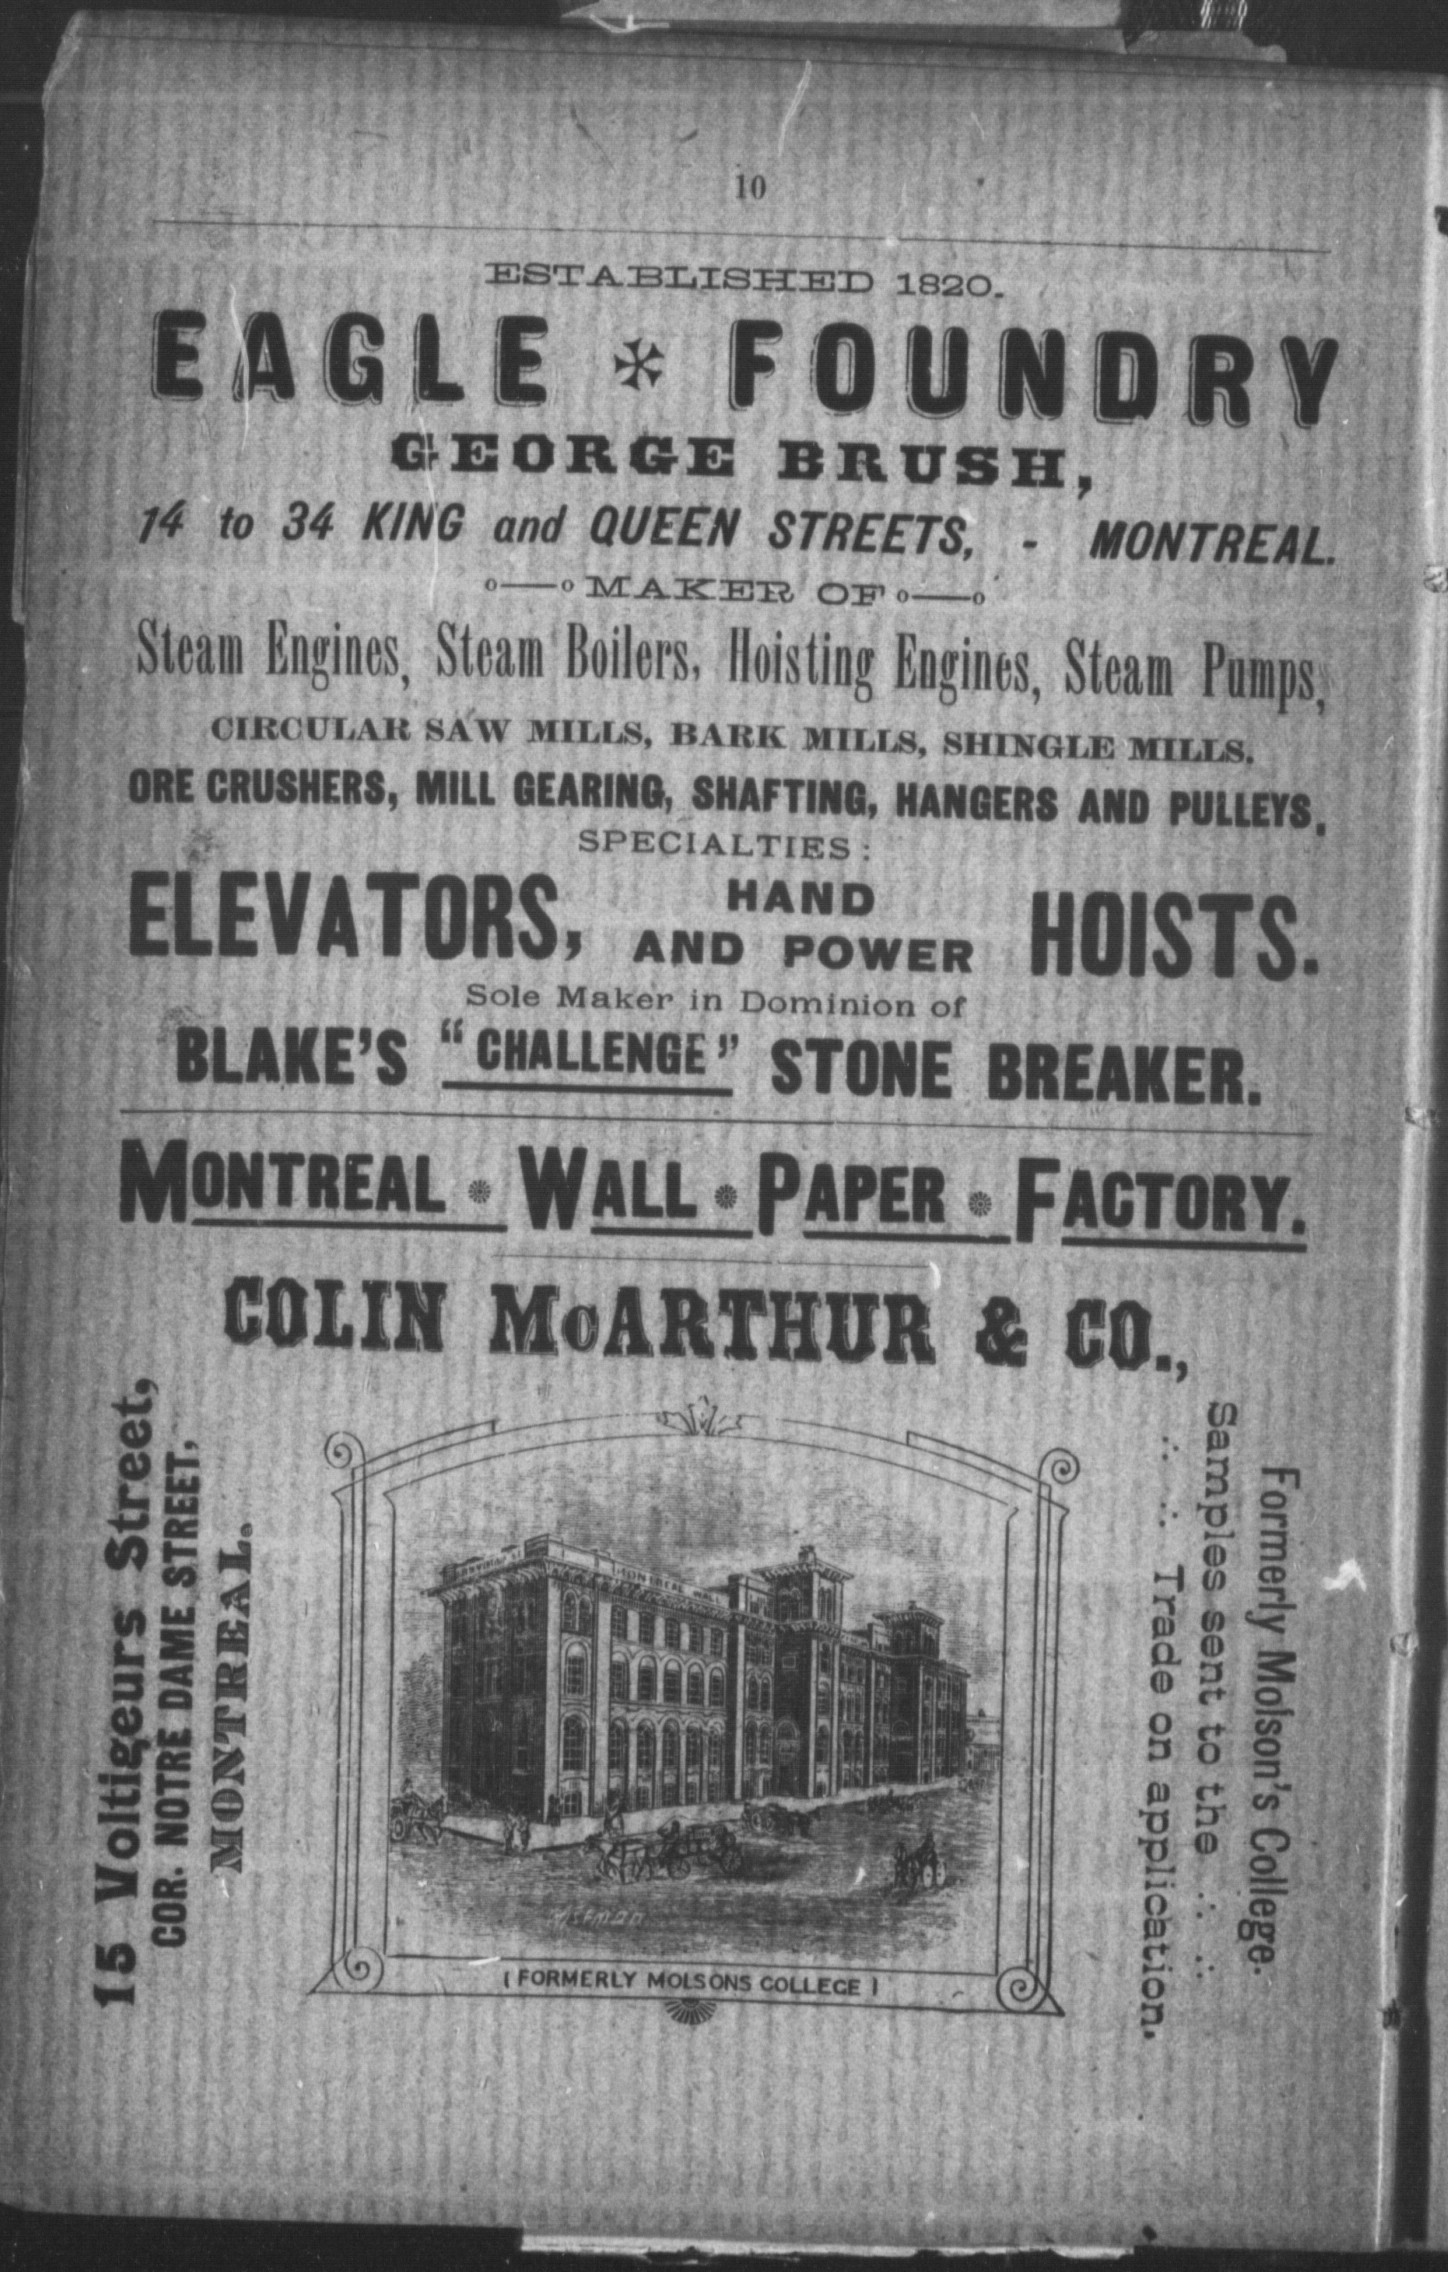 10
ESTABLISHED 1820.
EAGLE FOUNDRY
GEORGE BRUSH,
14 to 34 KING and QUEEN STREETS, - MONTREAL.
MAKER OF
Steam Engines, Steam Boilers, Hoisting Engines, Steam Pumps,
CIRCULAR SAW MILLS, BARK MILLS, SHINGLE MILLS.
ORE CRUSHERS, MILL GEARING, SHAFTING, HANGERS AND PULLEYS.
SPECIALTIES:
ELEVATORS, HAND AND POWER HOISTS.
Sole Maker in Dominion of
BLAKE'S "CHALLENGE" STONE BREAKER.
MONTREAL WALL PAPER FACTORY.
COLIN McARTHUR & CO.,
15 Voltigeurs Street,
COR. NOTRE DAME STREET,
MONTREAL.
MONTREAL
(FORMERLY MOLSONS COLLEGE)
Formerly Molson's College.
Samples sent to the
Trade on application.